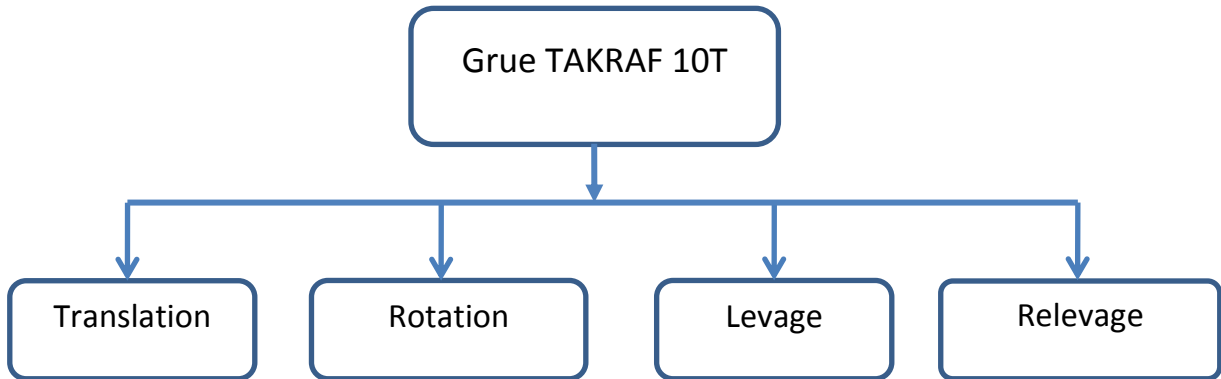 Grue TAKRAF 10T
Translation
Rotation
Levage
Relevage